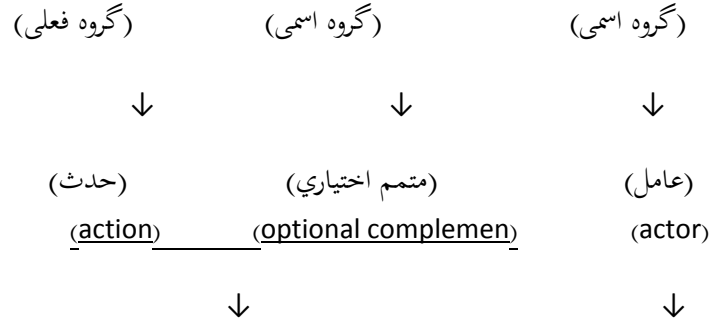 (گروه اسمی) (گروه اسمی) (گروه فعلی)
↓ ↓ ↓
(عامل) (متمم اختياري) (حدث)
(actor) (optional complemen) (action)
↓ ↓